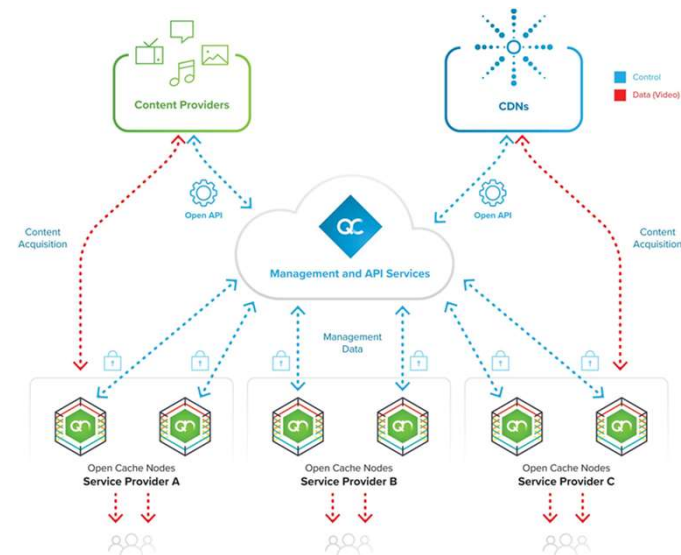 Content Providers
CDNs
Control
Data (Video)
Open API
Open API
Content
Acquisition
Content
Acquisition
QC
Management and API Services
Management
Data
Open Cache Nodes
Service Provider A
Open Cache Nodes
Service Provider B
Open Cache Nodes
Service Provider C